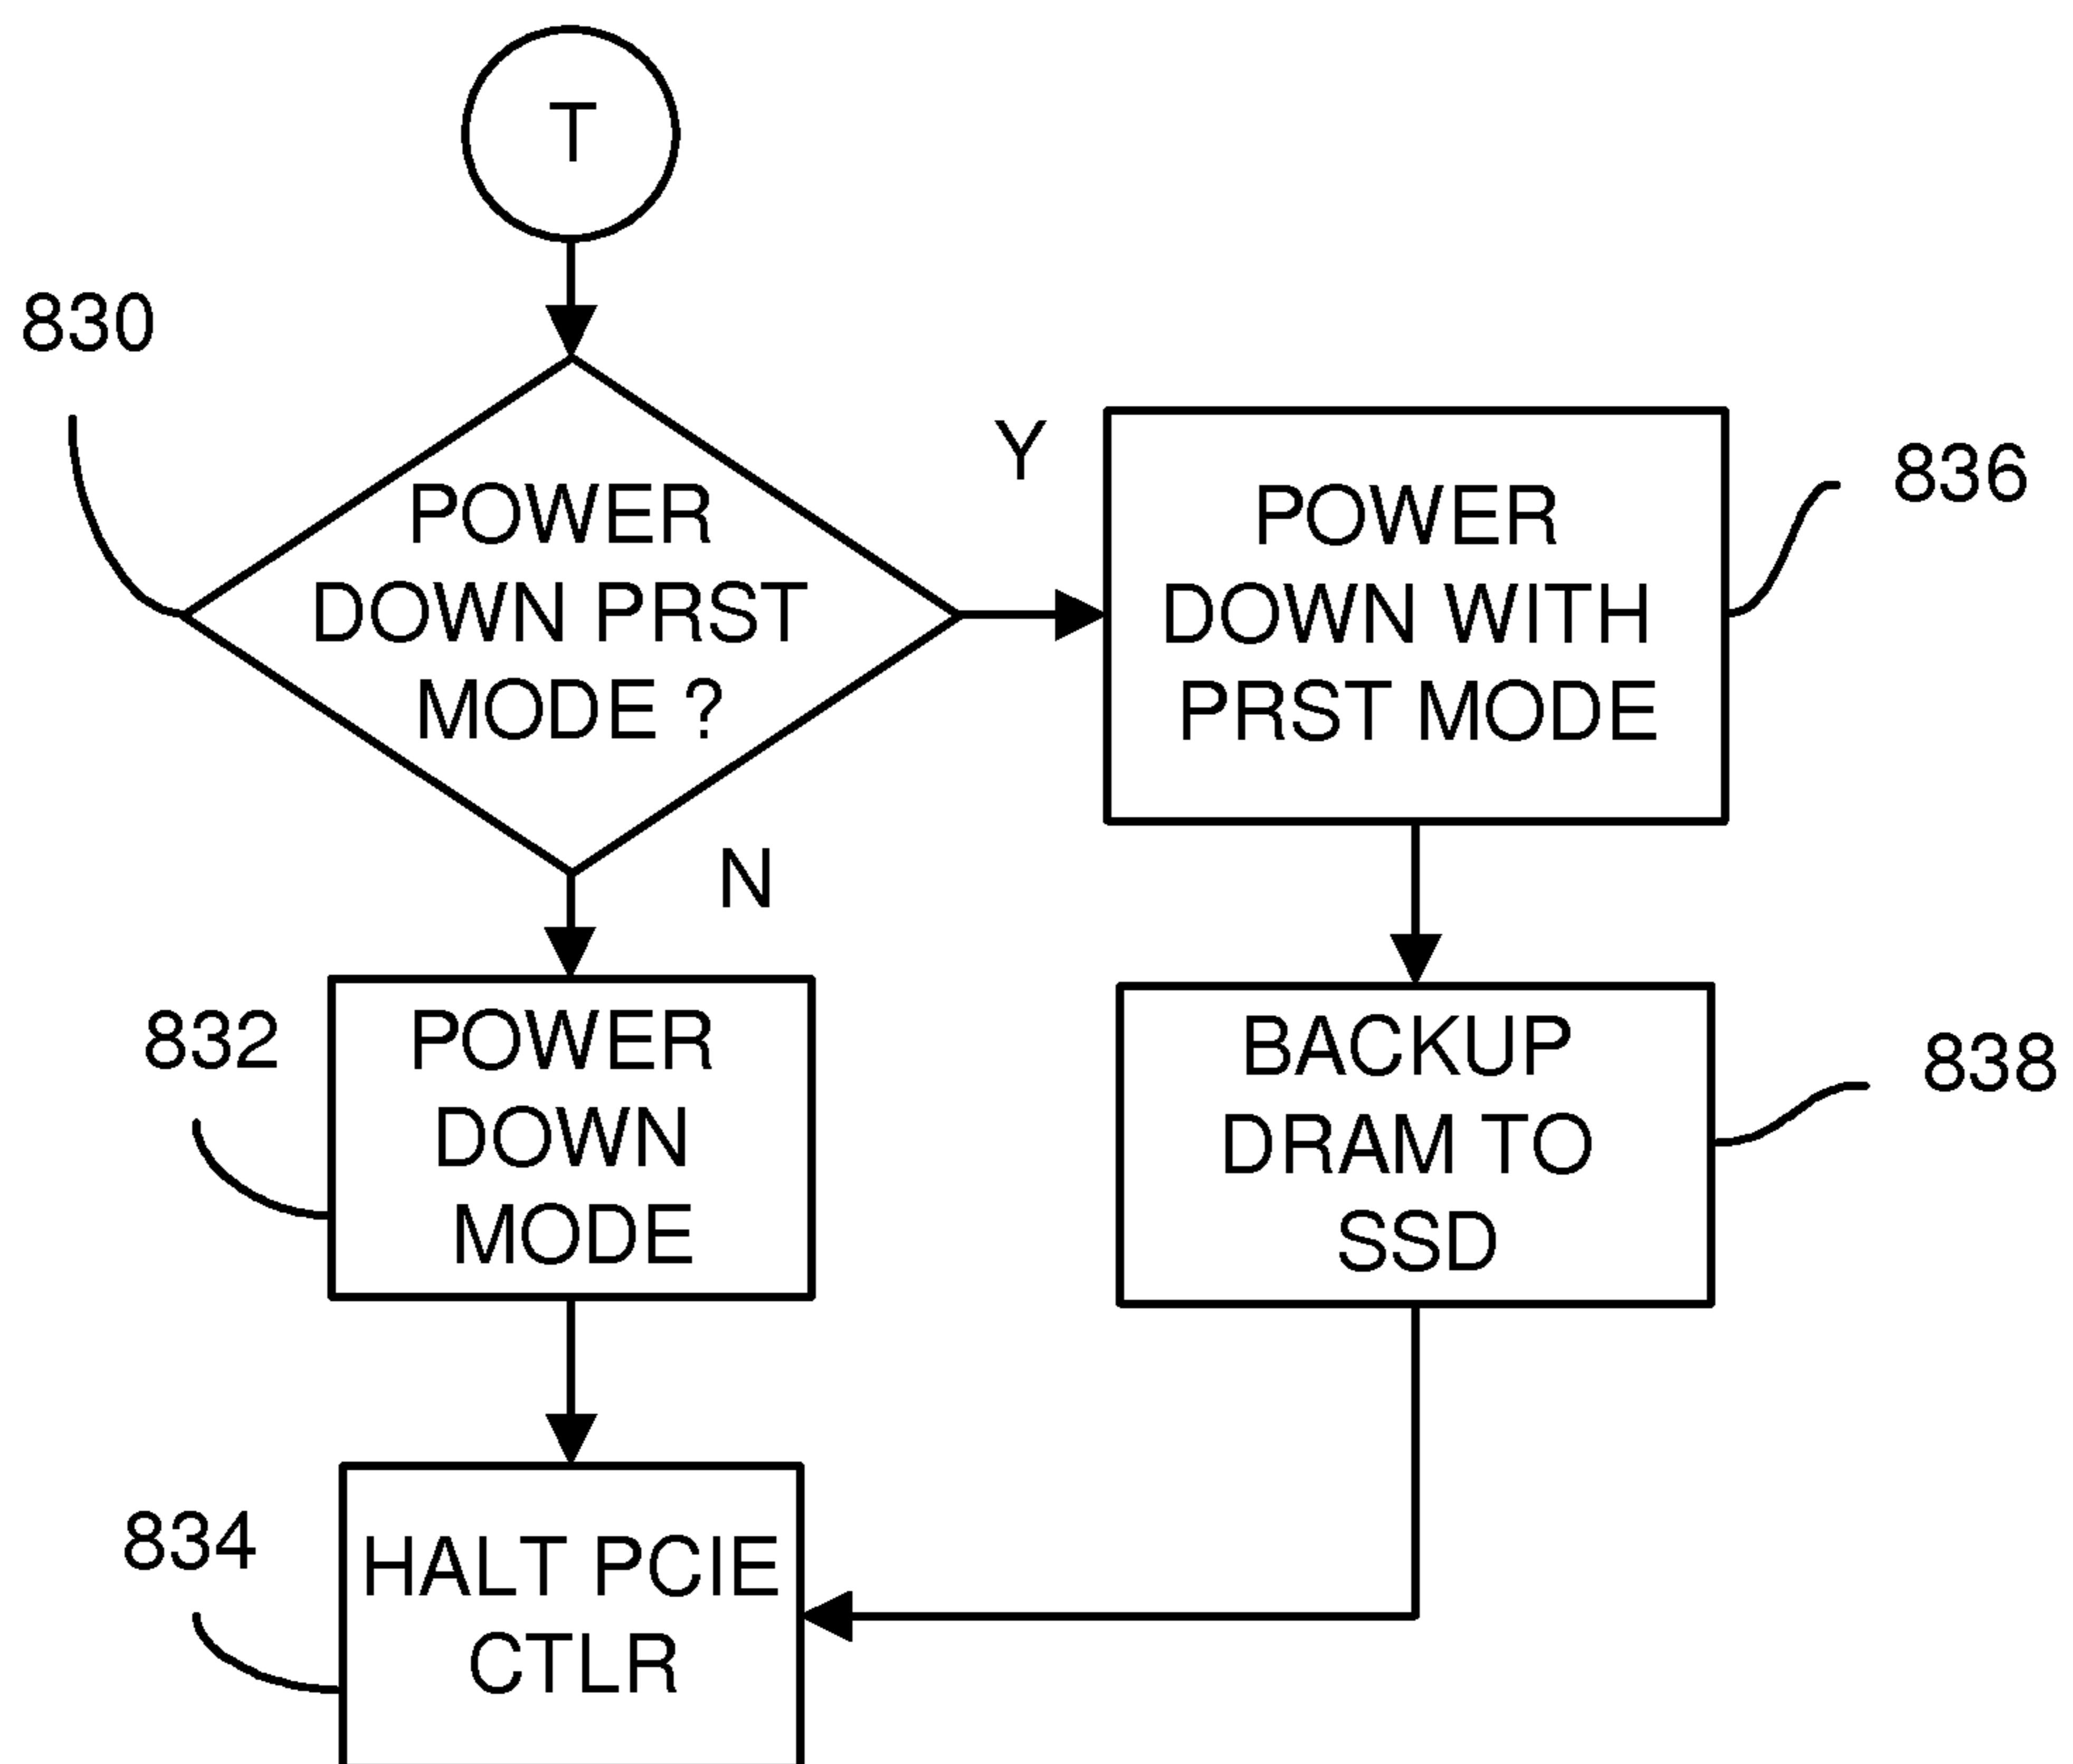 T
830
POWER
DOWN PRST
MODE ?
Y
POWER
DOWN WITH
PRST MODE
836
N
832
POWER
DOWN
MODE
BACKUP
DRAM TO
SSD
838
834
HALT PCIE
CTLR